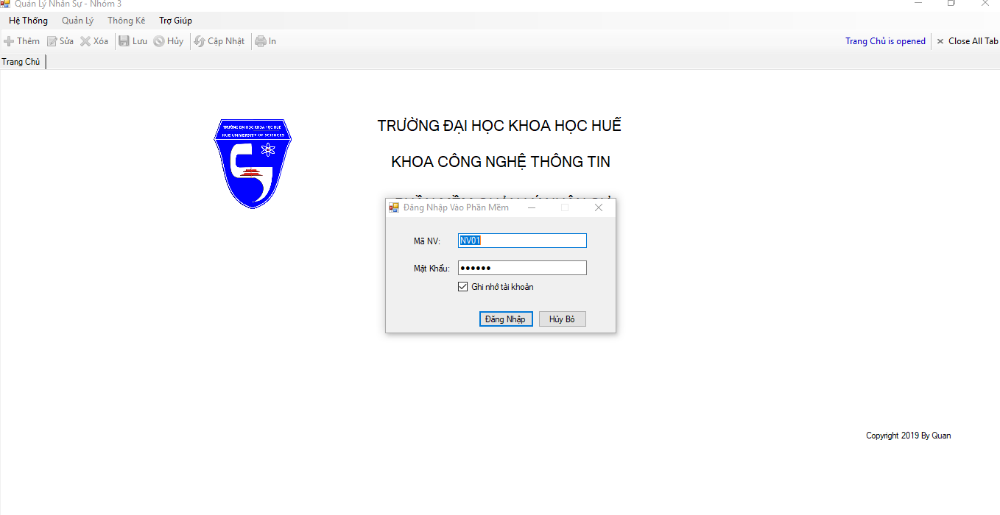 Quản Lý Nhân Sự - Nhóm 3
Hệ Thống Quản Lý Thông Kê Trợ Giúp
Thêm Sửa Xóa Lưu Hủy Cập Nhật In Trang Chủ is opened Close All Tab
Trang Chủ
TRƯỜNG ĐẠI HỌC KHOA HỌC HUẾ
HUE UNIVERSITY OF SCIENCES
TRƯỜNG ĐẠI HỌC KHOA HỌC HUẾ
KHOA CÔNG NGHỆ THÔNG TIN
Đăng Nhập Vào Phần Mềm
Mã NV: NV01
Mật Khẩu: ••••••
Ghi nhớ tài khoản
Đăng Nhập Hủy Bỏ
Copyright 2019 By Quan